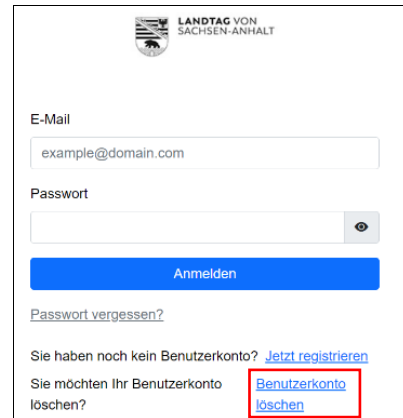 LANDTAG VON
SACHSEN-ANHALT
E-Mail
example@domain.com
Passwort
Anmelden
Passwort vergessen?
Sie haben noch kein Benutzerkonto? Jetzt registrieren
Sie möchten Ihr Benutzerkonto Benutzerkonto
löschen? löschen